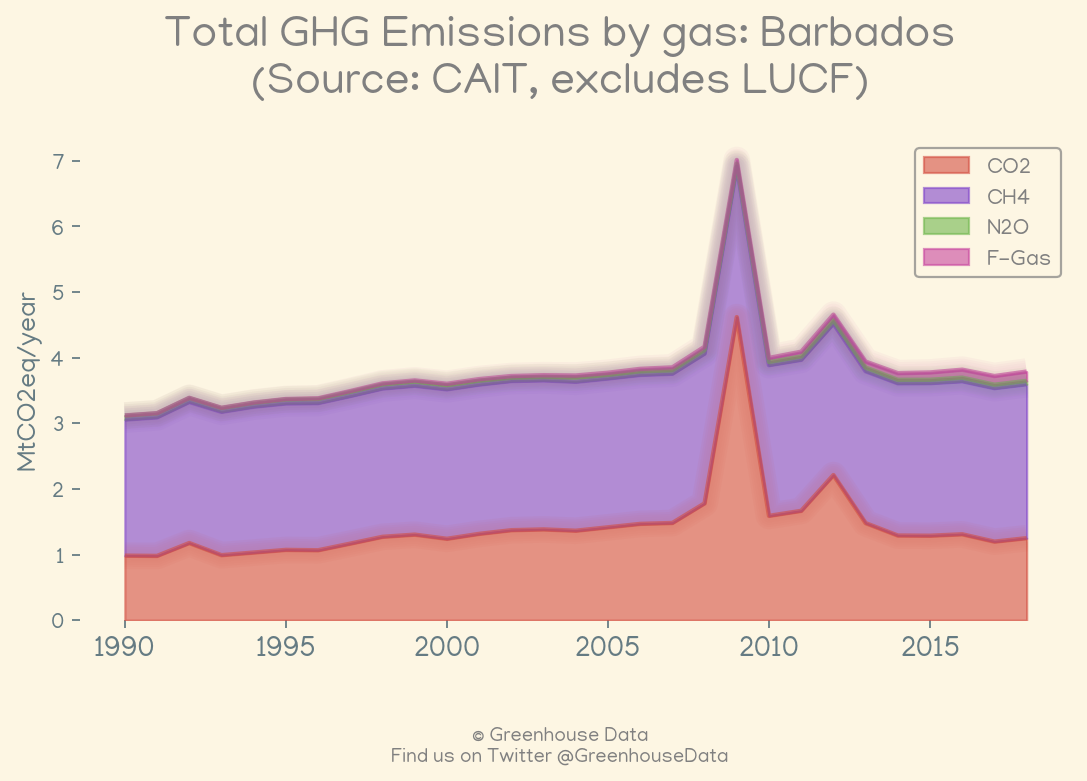 Total GHG Emissions by gas: Barbados
(Source: CAIT, excludes LUCF)
MtCO2eq/year
7
6
5
4
3
2
1
0
1990 1995 2000 2005 2010 2015
CO2
CH4
N2O
F-Gas
© Greenhouse Data
Find us on Twitter @GreenhouseData